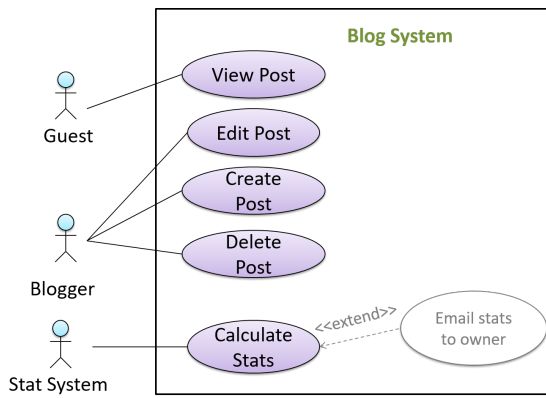 Blog System
View Post
Guest
Edit Post
Create
Post
Blogger
Delete
Post
Stat System
Calculate
Stats
<<extend>>
Email stats
to owner